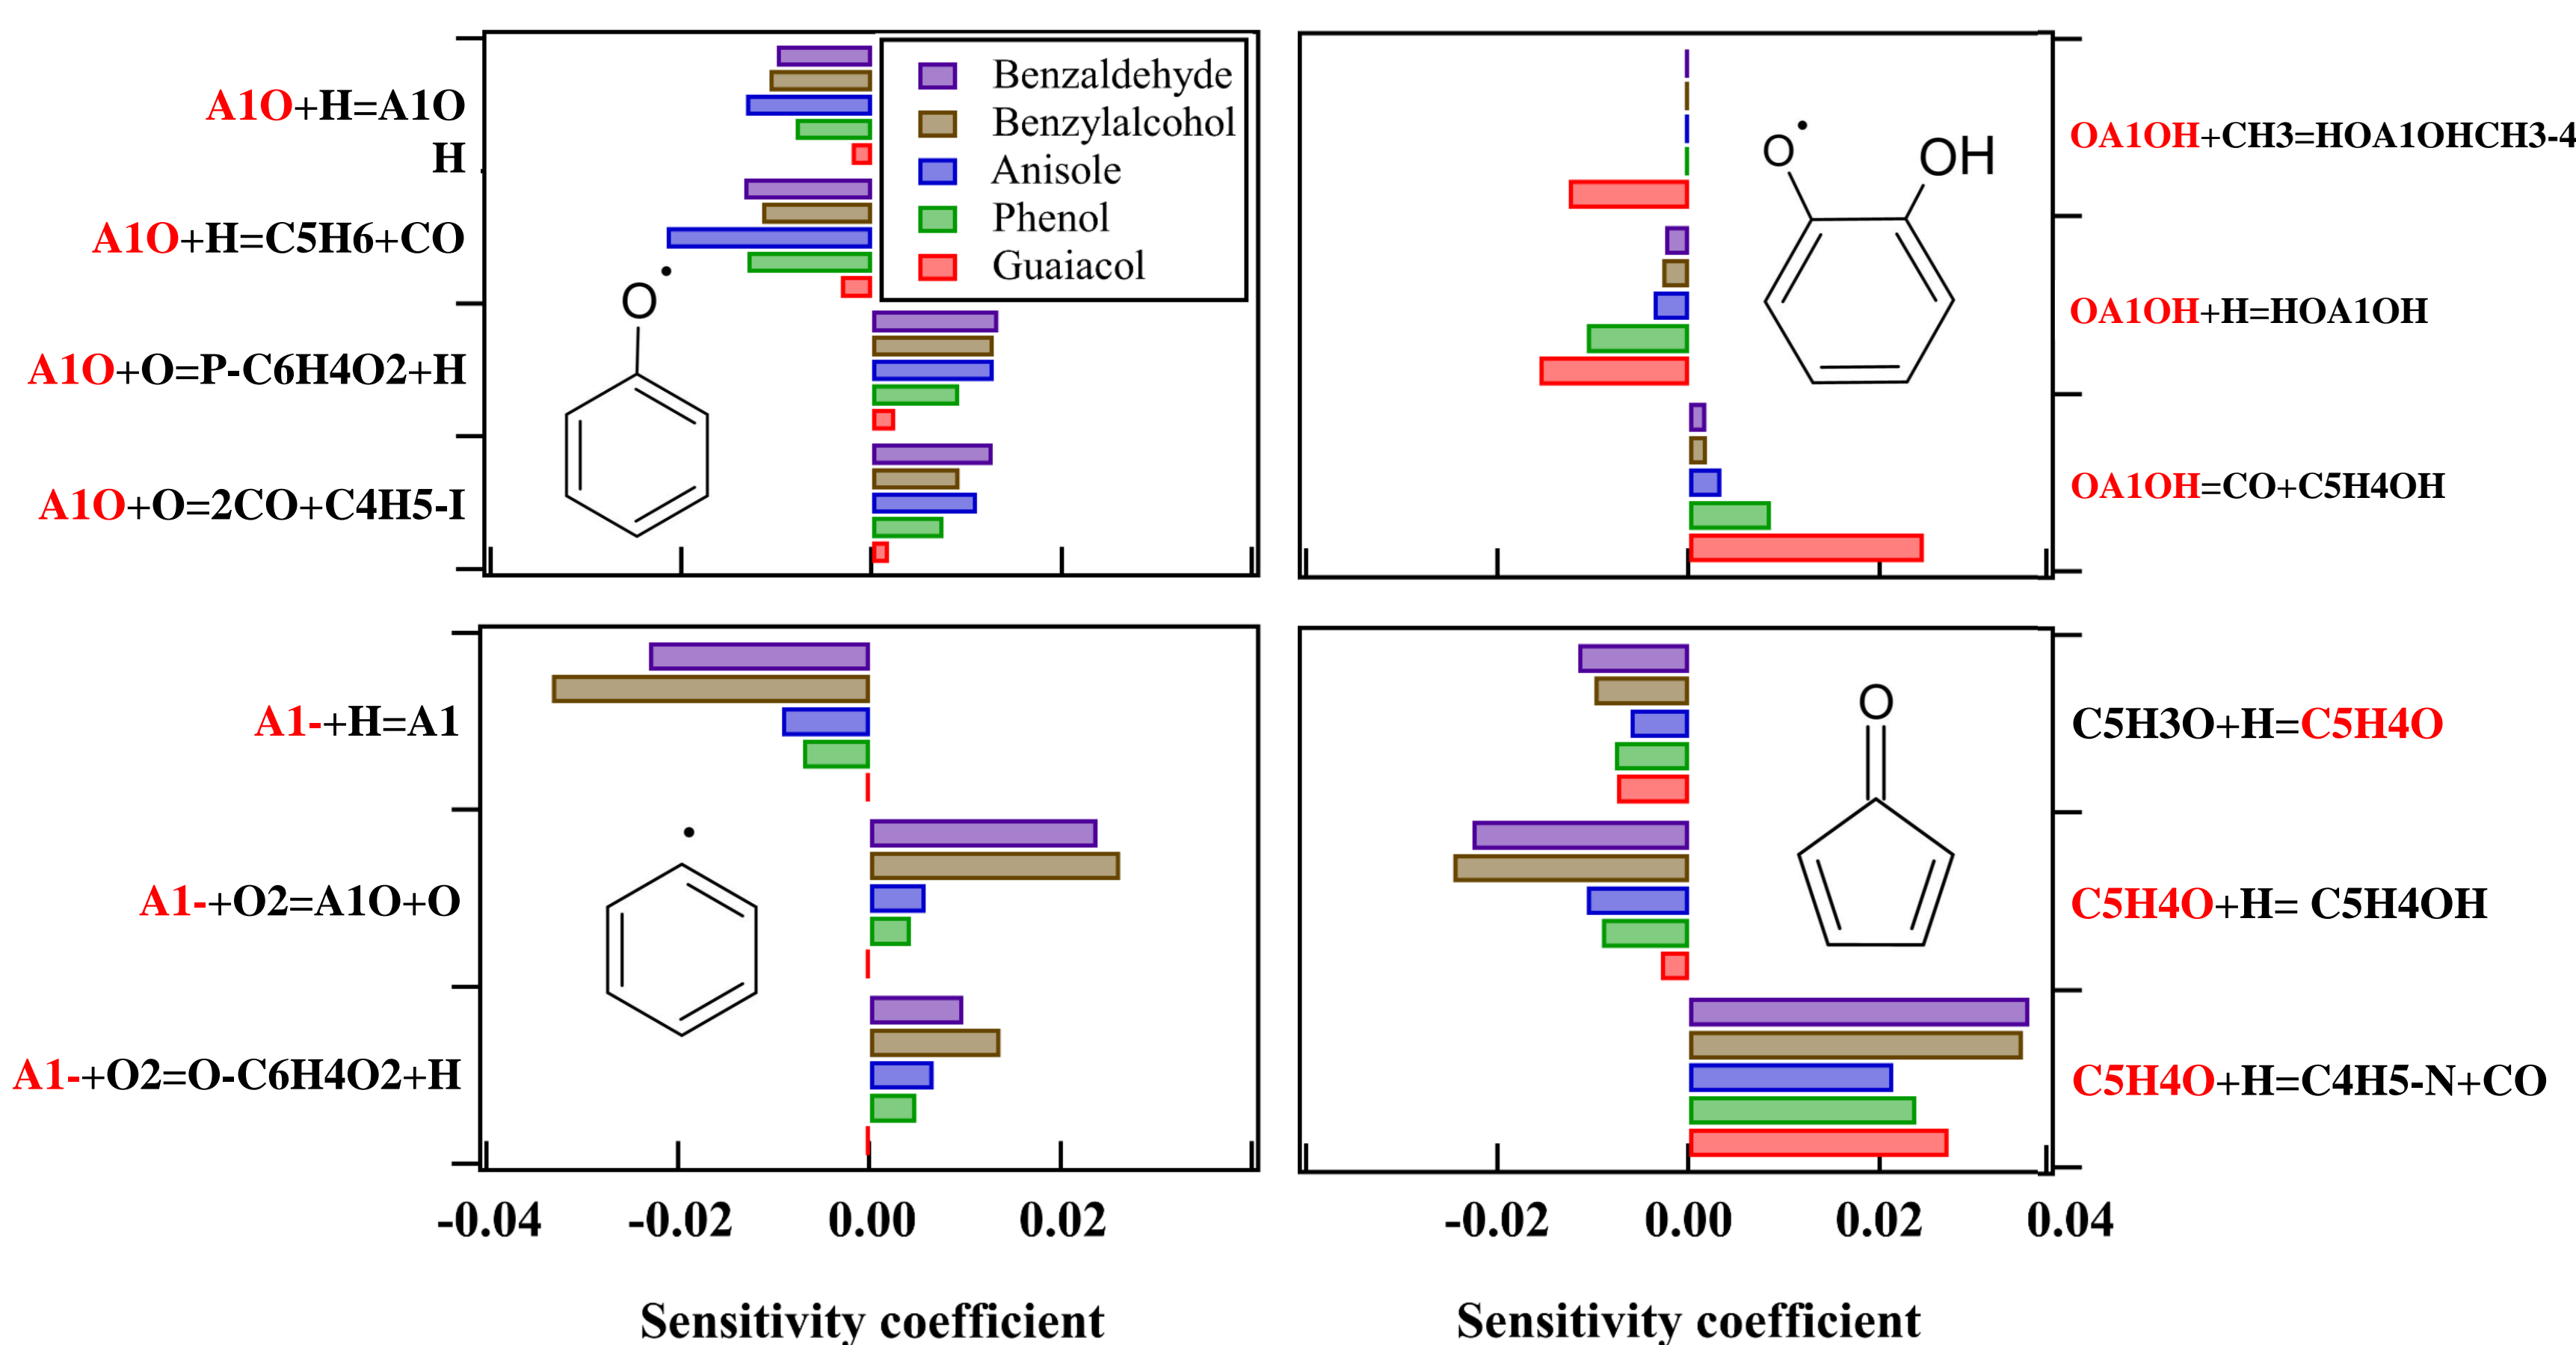 A1O+H=A1O
H
A1O+H=C5H6+CO
A1O+O=P-C6H4O2+H
A1O+O=2CO+C4H5-I
O
Benzaldehyde
Benzylalcohol
Anisole
Phenol
Guaiacol
O
OH
OA1OH+CH3=HOA1OHCH3-4
OA1OH+H=HOA1OH
OA1OH=CO+C5H4OH
A1-+H=A1
A1-+O2=A1O+O
A1-+O2=O-C6H4O2+H
O
C5H3O+H=C5H4O
C5H4O+H= C5H4OH
C5H4O+H=C4H5-N+CO
-0.04 -0.02 0.00 0.02
-0.02 0.00 0.02 0.04
Sensitivity coefficient
Sensitivity coefficient